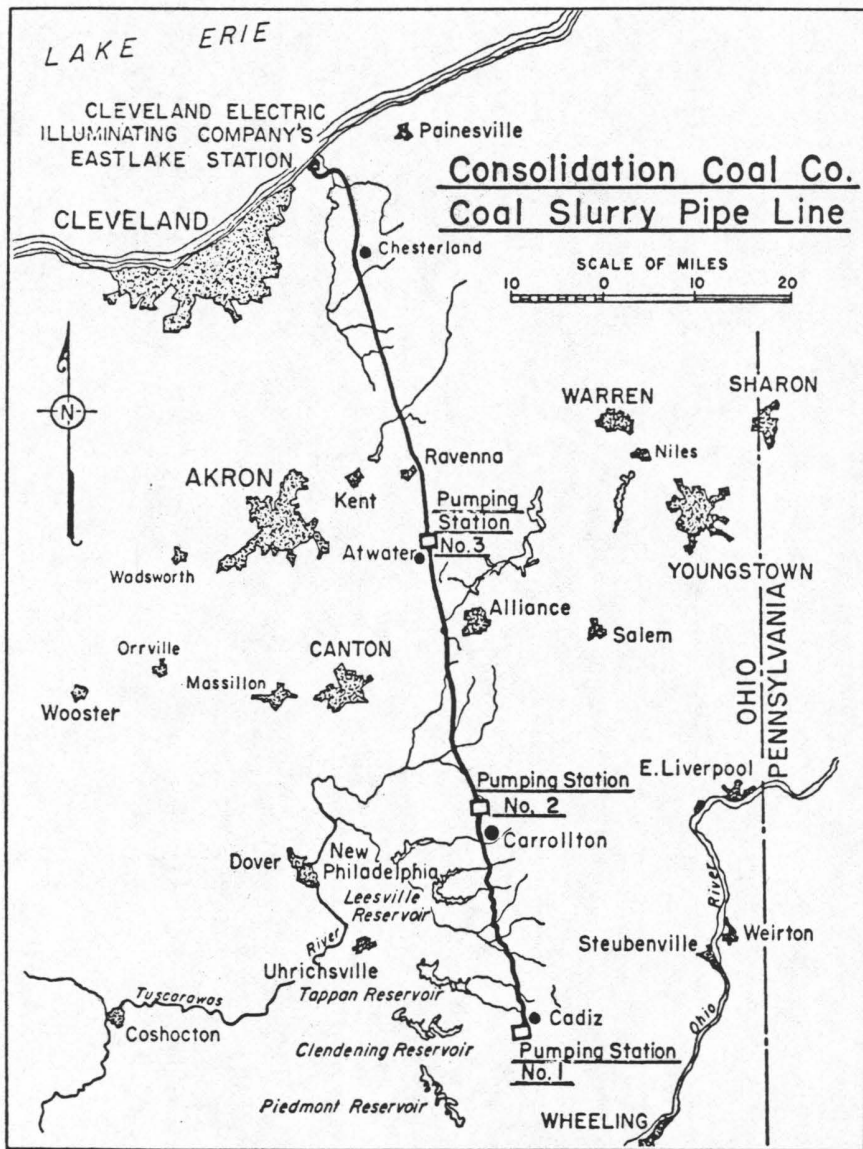 LAKE ERIE
CLEVELAND ELECTRIC
ILLUMINATING COMPANY'S
EASTLAKE STATION
Painesville
Consolidation Coal Co.
Coal Slurry Pipe Line
CLEVELAND
Chesterland
SCALE OF MILES
10 0 10 20
N
WARREN
SHARON
Niles
AKRON
Kent
Ravenna
Pumping
Station
No.3
Atwater
Wadsworth
YOUNGSTOWN
Alliance
Salem
Orrville
CANTON
Massillon
Wooster
OHIO
PENNSYLVANIA
E. Liverpool
Pumping Station
No. 2
Carrollton
Dover
New
Philadelphia
Leesville
Reservoir
River
Uhrichsville
Tappan Reservoir
Tuscarawas
Coshocton
Clendening Reservoir
Piedmont Reservoir
Cadiz
Pumping Station
No. 1
River
Steubenville
Weirton
Ohio
WHEELING